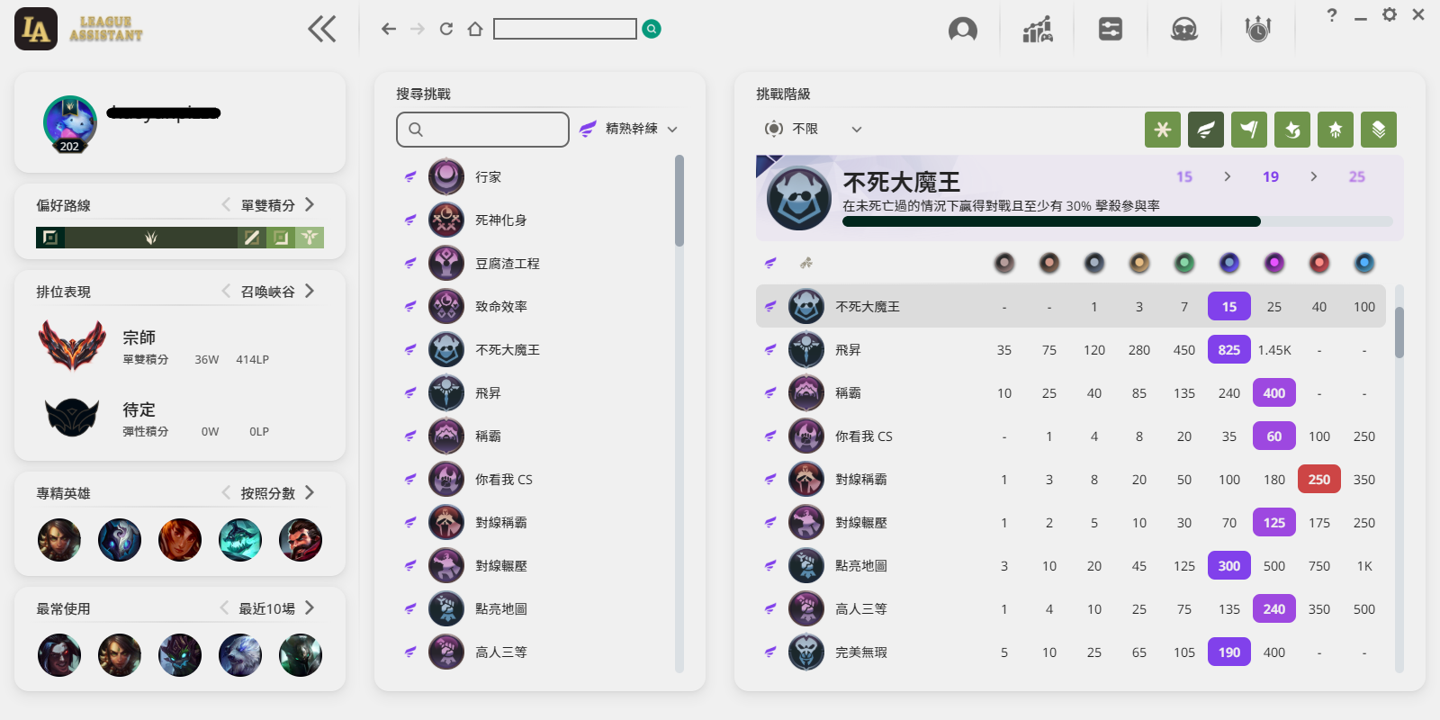 LA LEAGUE ASSISTANT
?
202
偏好路線 單雙積分
排位表現 召喚峽谷
宗師
單雙積分 36W 414LP
待定
彈性積分 0W 0LP
專精英雄 按照分數
最常使用 最近10場
搜尋挑戰
精熟幹練
行家
死神化身
豆腐渣工程
致命效率
不死大魔王
飛昇
稱霸
你看我 CS
對線稱霸
對線輾壓
點亮地圖
高人三等
挑戰階級
不限
不死大魔王 15 > 19 > 25
在未死亡過的情況下贏得對戰且至少有 30% 擊殺參與率
不死大魔王 - - 1 3 7 15 25 40 100
飛昇 35 75 120 280 450 825 1.45K - -
稱霸 10 25 40 85 135 240 400 - -
你看我 CS - 1 4 8 20 35 60 100 250
對線稱霸 1 3 8 20 50 100 180 250 350
對線輾壓 1 2 5 10 30 70 125 175 250
點亮地圖 3 10 20 45 125 300 500 750 1K
高人三等 1 4 10 25 75 135 240 350 500
完美無瑕 5 10 25 65 105 190 400 - -